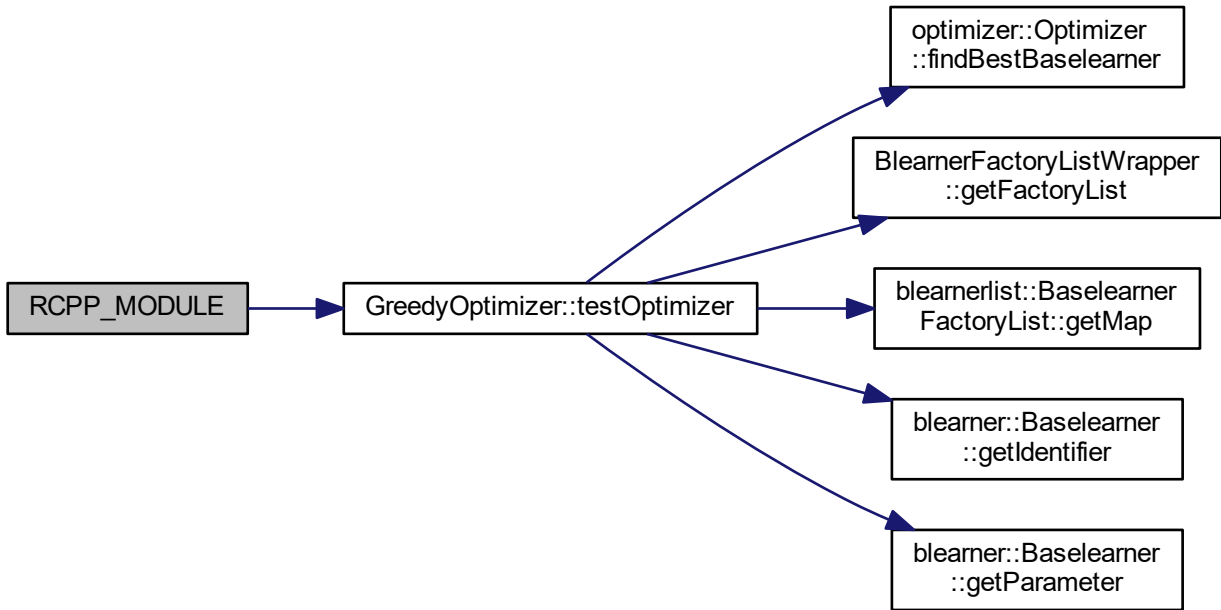 RCPP_MODULE
GreedyOptimizer::testOptimizer
optimizer::Optimizer
::findBestBaselearner
BlearnerFactoryListWrapper
::getFactoryList
blearnerlist::Baselearner
FactoryList::getMap
blearner::Baselearner
::getIdentifier
blearner::Baselearner
::getParameter